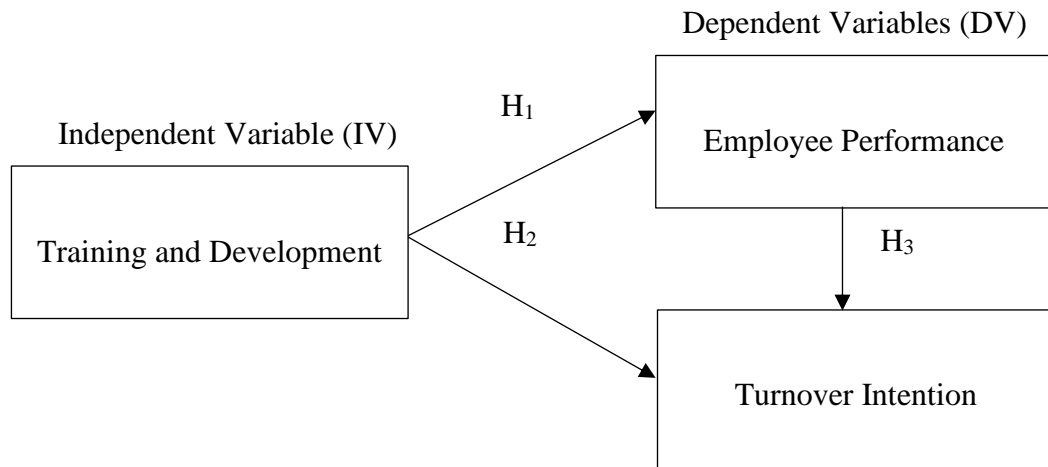 Dependent Variables (DV)
H₁
Employee Performance
Independent Variable (IV)
Training and Development
H₂
H₃
Turnover Intention